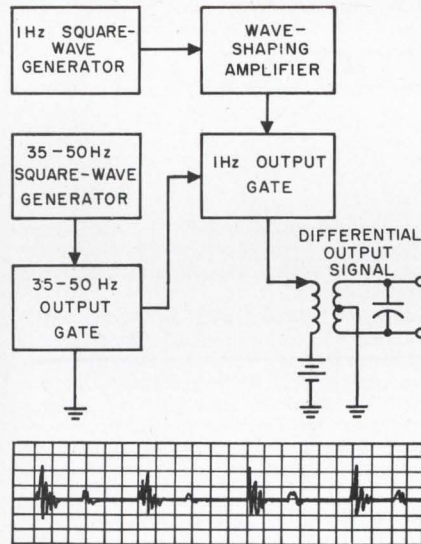 1Hz SQUARE-
WAVE
GENERATOR
WAVE-
SHAPING
AMPLIFIER
35-50Hz
SQUARE-WAVE
GENERATOR
1Hz OUTPUT
GATE
DIFFERENTIAL
OUTPUT
SIGNAL
35-50 Hz
OUTPUT
GATE